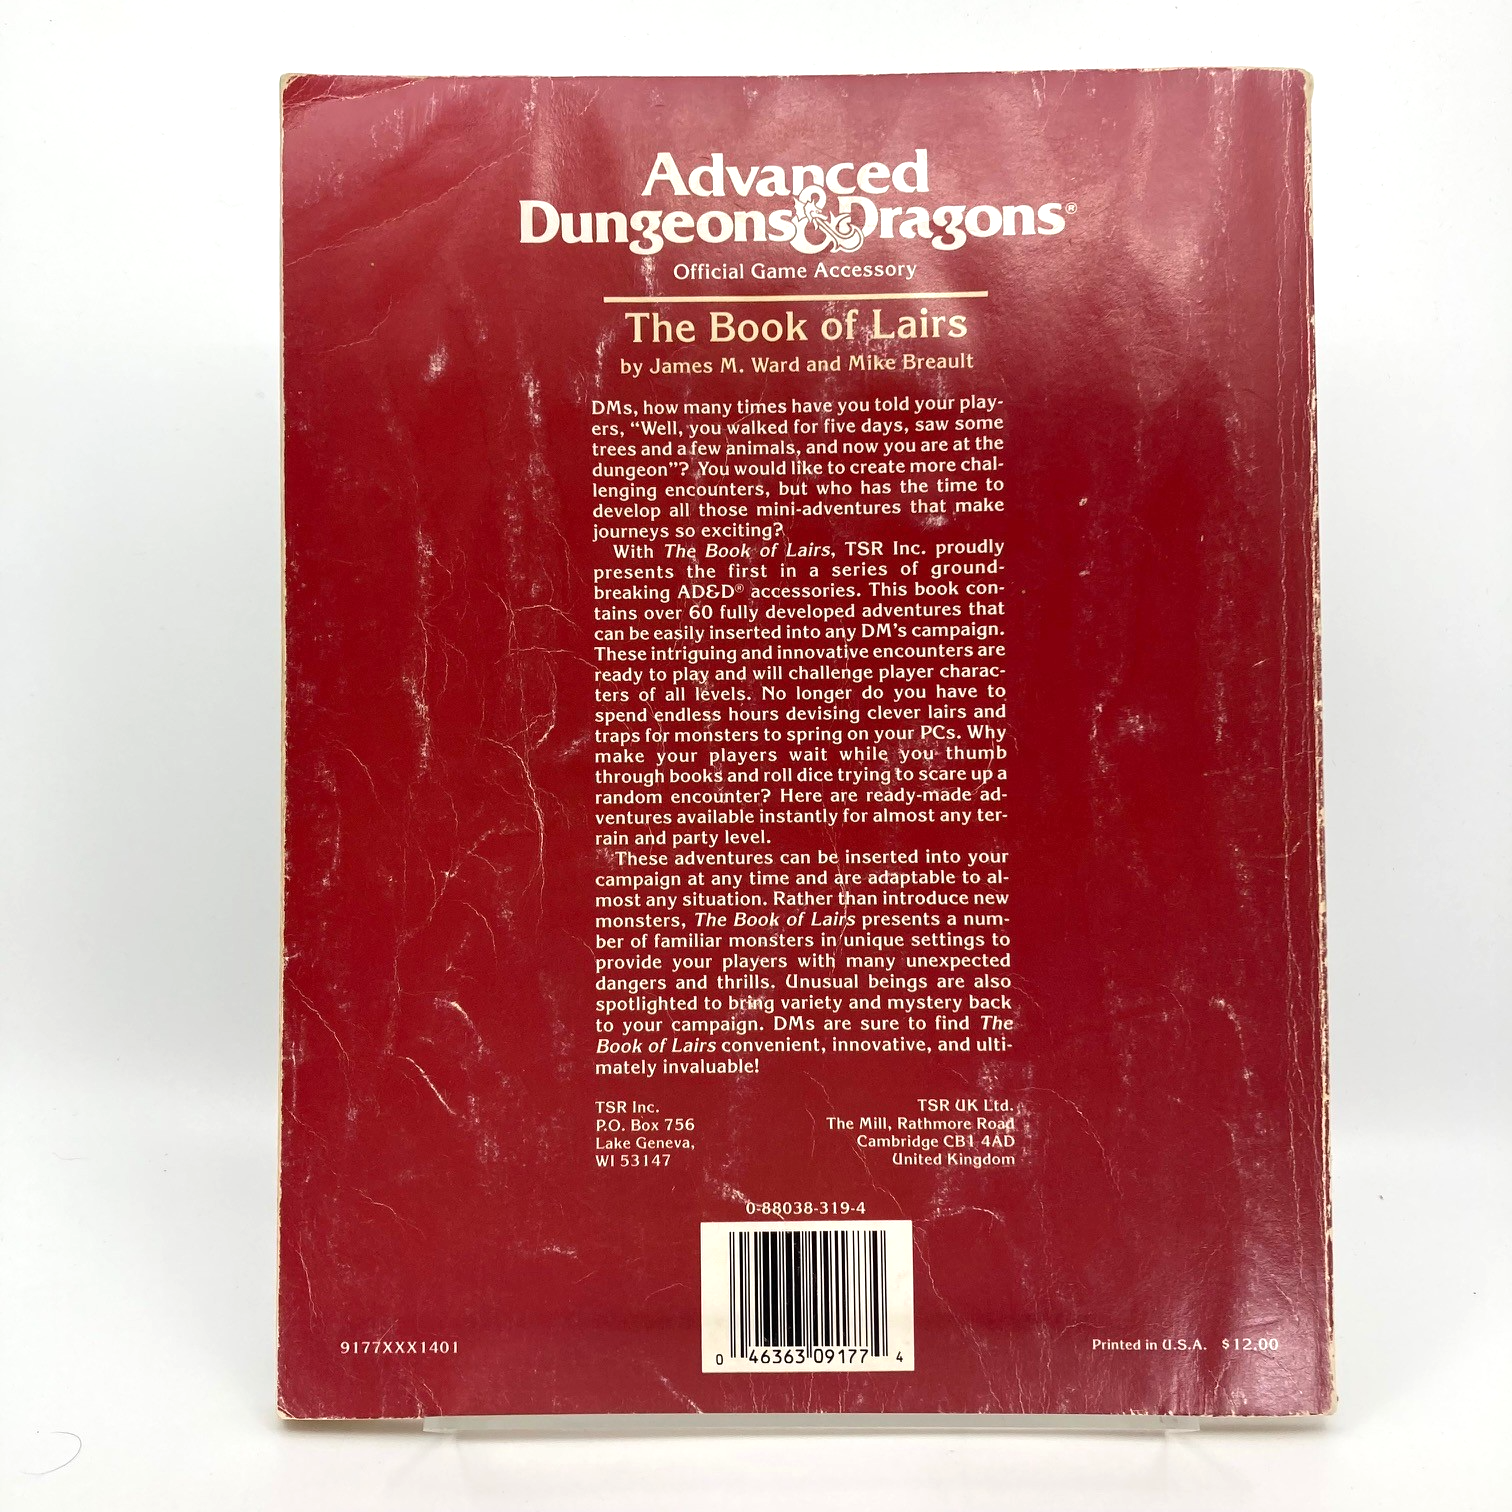 Advanced
Dungeons & Dragons®
Official Game Accessory
The Book of Lairs
by James M. Ward and Mike Breault
DMs, how many times have you told your play-
ers, “Well, you walked for five days, saw some
trees and a few animals, and now you are at the
dungeon”? You would like to create more chal-
lenging encounters, but who has the time to
develop all those mini-adventures that make
journeys so exciting?
With The Book of Lairs, TSR Inc. proudly
presents the first in a series of ground-
breaking AD&D® accessories. This book con-
tains over 60 fully developed adventures that
can be easily inserted into any DM's campaign.
These intriguing and innovative encounters are
ready to play and will challenge player charac-
ters of all levels. No longer do you have to
spend endless hours devising clever lairs and
traps for monsters to spring on your PCs. Why
make your players wait while you thumb
through books and roll dice trying to scare up a
random encounter? Here are ready-made ad-
ventures available instantly for almost any ter-
rain and party level.
These adventures can be inserted into your
campaign at any time and are adaptable to al-
most any situation. Rather than introduce new
monsters, The Book of Lairs presents a num-
ber of familiar monsters in unique settings to
provide your players with many unexpected
dangers and thrills. Unusual beings are also
spotlighted to bring variety and mystery back
to your campaign. DMs are sure to find The
Book of Lairs convenient, innovative, and ulti-
mately invaluable!
TSR Inc.
P.O. Box 756
Lake Geneva,
WI 53147
TSR UK Ltd.
The Mill, Rathmore Road
Cambridge CB1 4AD
United Kingdom
0-88038-319-4
0 46363 09177 4
9177XXX1401
Printed in U.S.A. $12.00